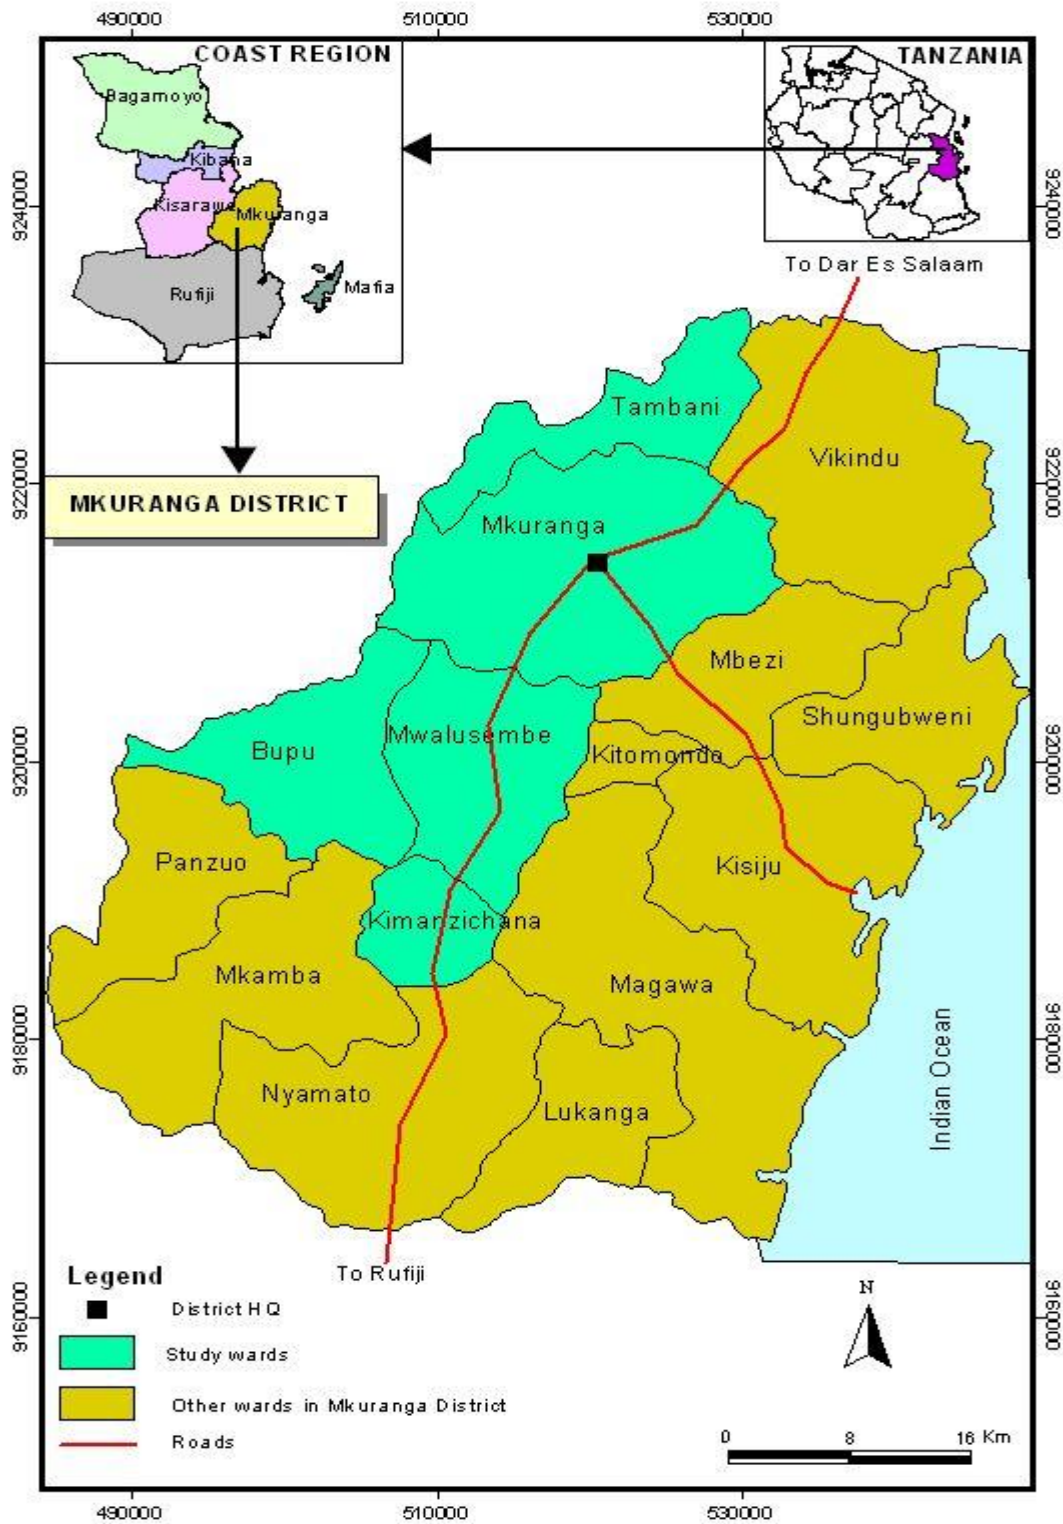 490000
510000
530000
COAST REGION
TANZANIA
Bagamoyo
Kibaha
Kisarawe
Mkuranga
Rufiji
Mafia
9240000
9240000
To Dar Es Salaam
Tambani
Vikindu
9220000
9220000
MKURANGA DISTRICT
Mkuranga
Mbezi
Shungubweni
Mwalusembe
Bupu
Kitomondo
9200000
9200000
Panzuo
Kisiju
Kimanzichana
Mkamba
Magawa
9180000
9180000
Indian Ocean
Nyamato
Lukanga
To Rufiji
Legend
District HQ
N
9160000
9160000
Study wards
Other wards in Mkuranga District
Roads
0 8 16 Km
490000
510000
530000